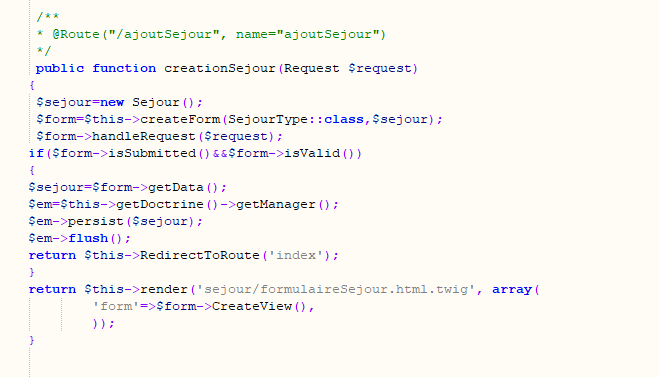 /**
* @Route("/ajoutSejour", name="ajoutSejour")
*/
public function creationSejour(Request $request)
{
$sejour=new Sejour();
$form=$this->createForm(SejourType::class,$sejour);
$form->handleRequest($request);
if($form->isSubmitted()&&$form->isValid())
{
$sejour=$form->getData();
$em=$this->getDoctrine()->getManager();
$em->persist($sejour);
$em->flush();
return $this->RedirectToRoute('index');
}
return $this->render('sejour/formulaireSejour.html.twig', array(
'form'=>$form->CreateView(),
));
}